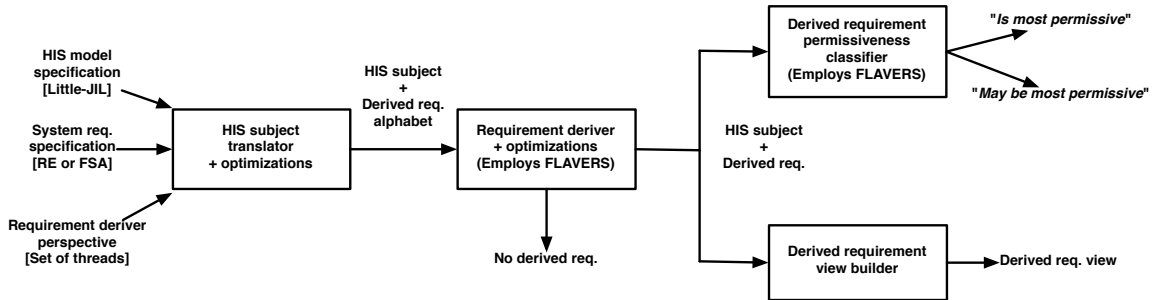 HIS model
specification
[Little-JIL]
System req.
specification
[RE or FSA]
Requirement deriver
perspective
[Set of threads]
HIS subject
translator
+ optimizations
HIS subject
+
Derived req.
alphabet
Requirement deriver
+ optimizations
(Employs FLAVERS)
No derived req.
HIS subject
+
Derived req.
Derived requirement
permissiveness
classifier
(Employs FLAVERS)
"Is most permissive"
"May be most permissive"
Derived requirement
view builder
Derived req. view